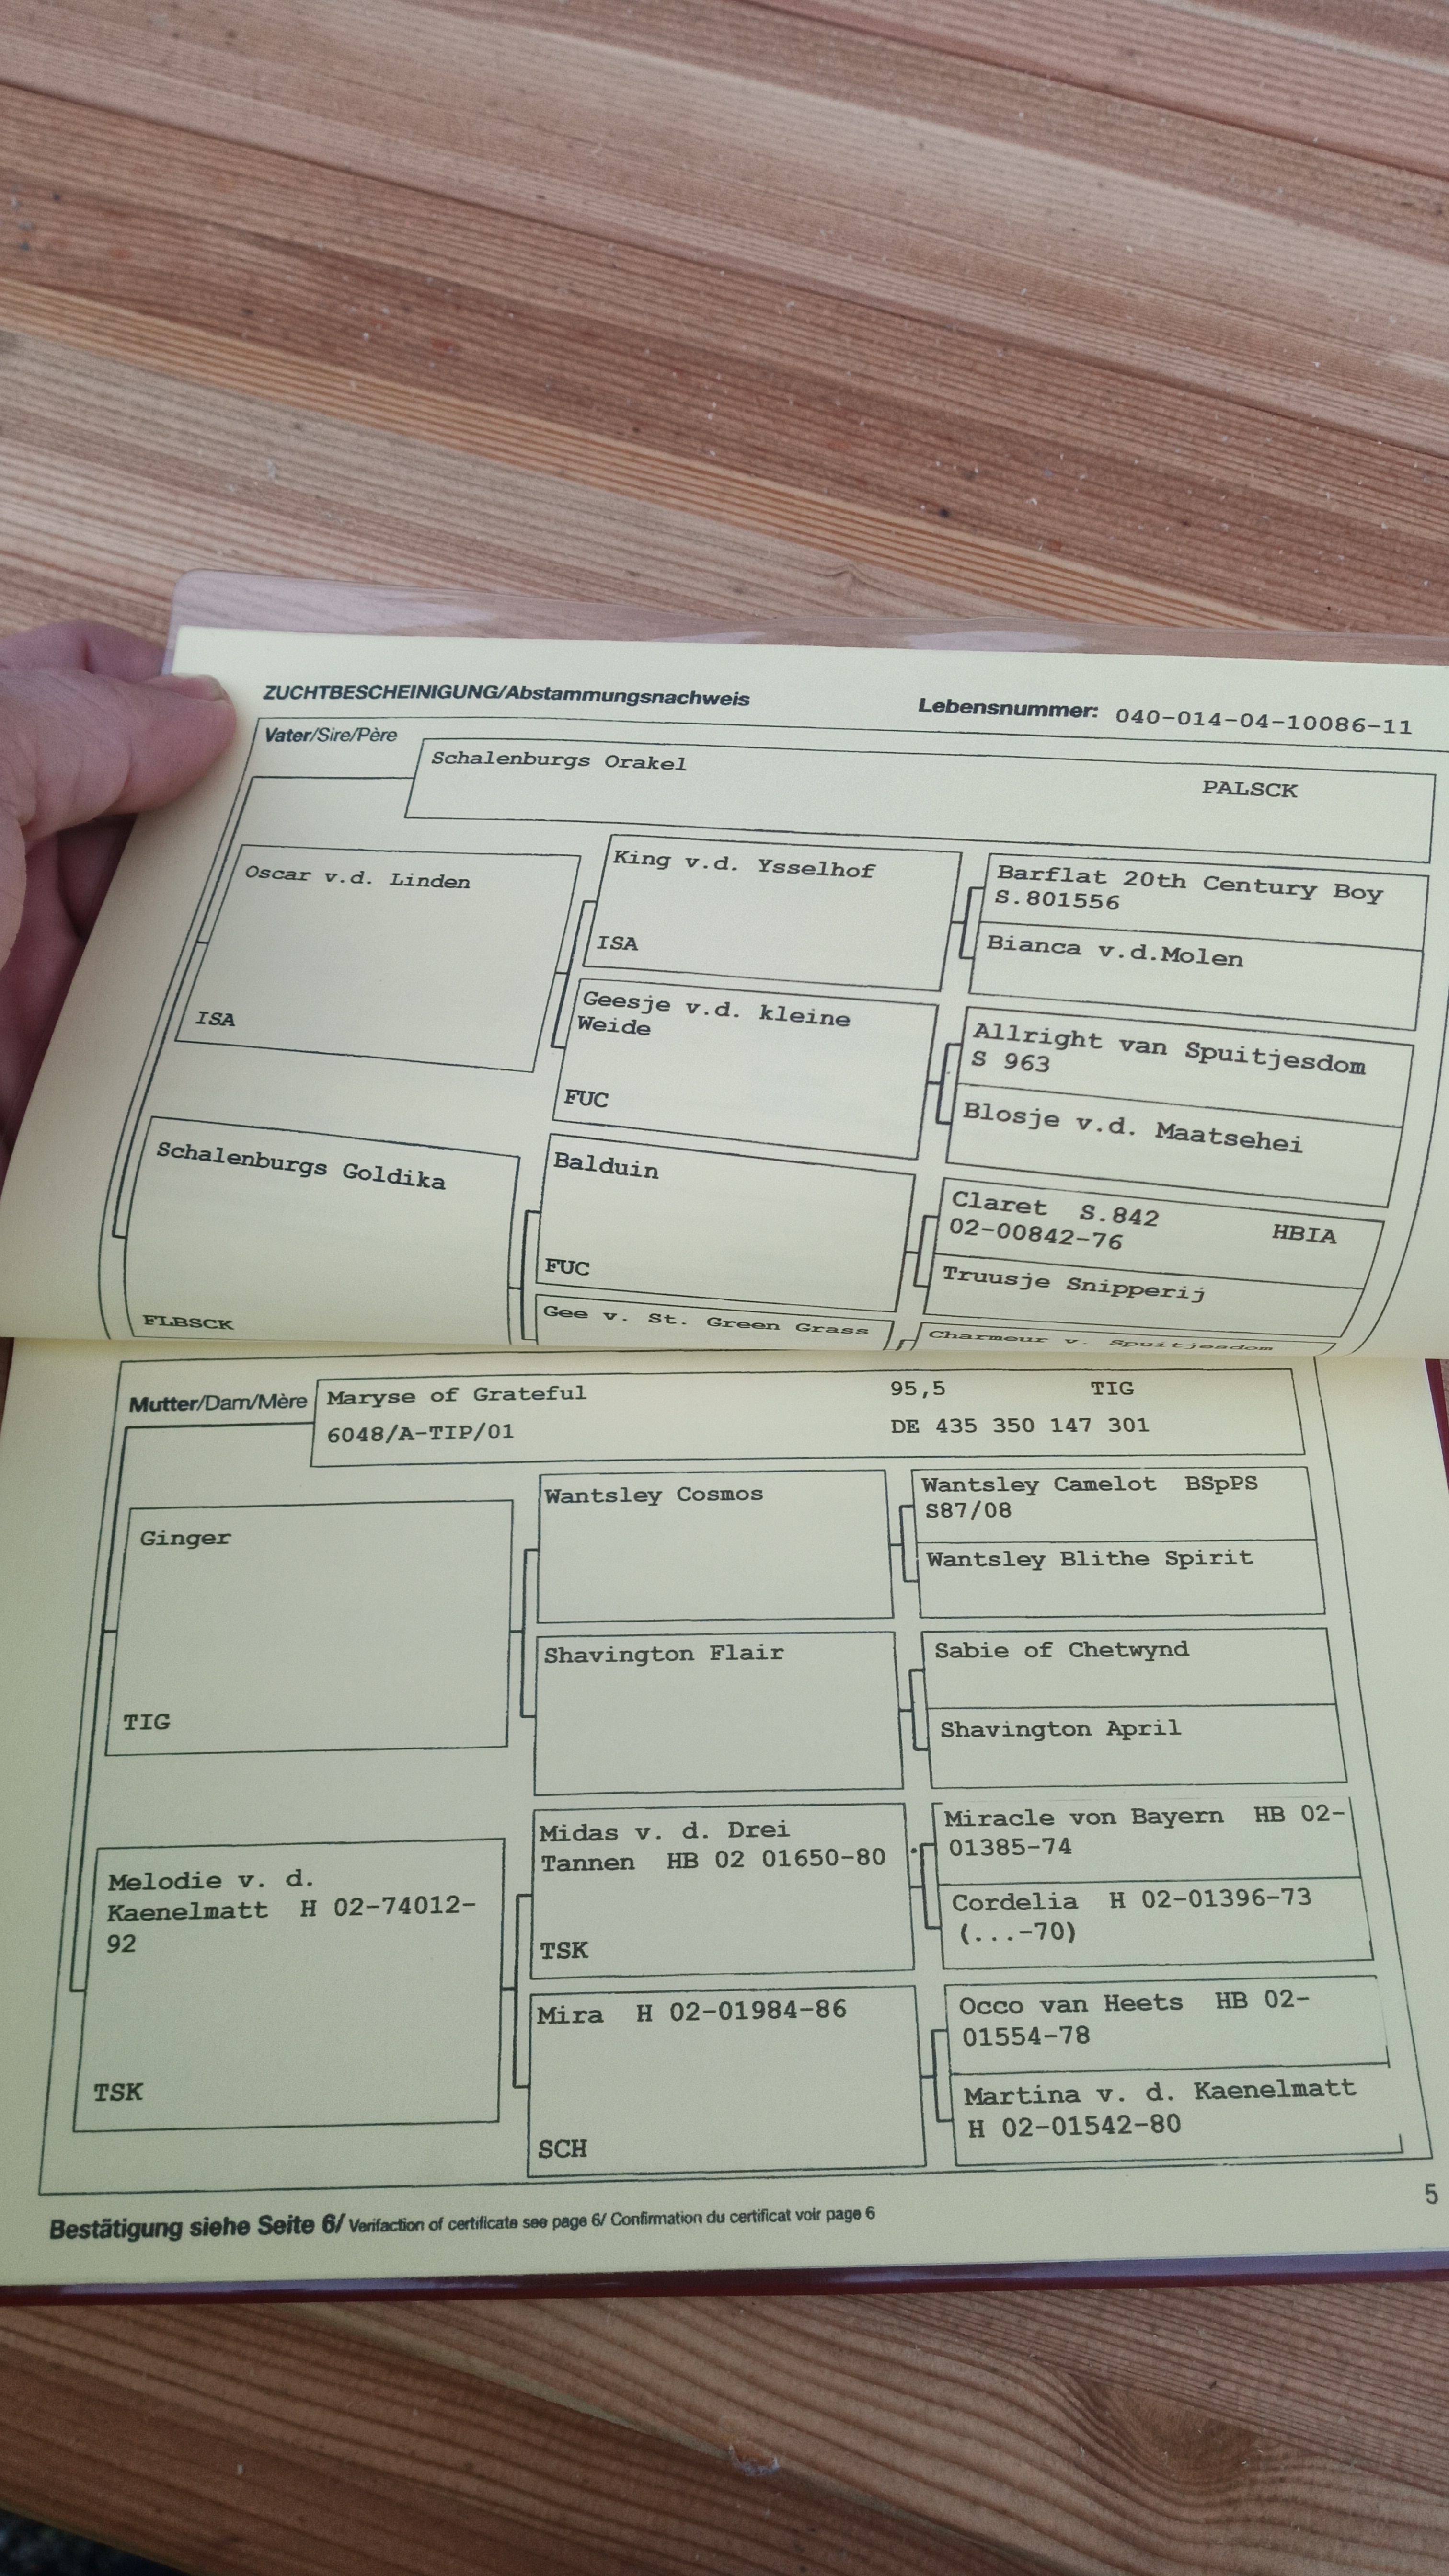 ZUCHTBESCHEINIGUNG/Abstammungsnachweis
Lebensnummer: 040-014-04-10086-11
Vater/Sire/Père
Schalenburgs Orakel
PALSCK
Oscar v.d. Linden
ISA
King v.d. Ysselhof
ISA
Barflat 20th Century Boy
S.801556
Bianca v.d.Molen
Geesje v.d. kleine
Weide
FUC
Allright van Spuitjesdom
S 963
Blosje v.d. Maatsehei
Schalenburgs Goldika
FLBSCK
Balduin
FUC
Claret S.842 HBIA
02-00842-76
Truusje Snipperij
Gee v. St. Green Grass
Charmeur v. Spuitjesdom
Mutter/Dam/Mère
Maryse of Grateful 95,5 TIG
6048/A-TIP/01 DE 435 350 147 301
Ginger
TIG
Wantsley Cosmos
Wantsley Camelot BSpPS
S87/08
Wantsley Blithe Spirit
Shavington Flair
Sabie of Chetwynd
Shavington April
Melodie v. d.
Kaenelmatt H 02-74012-
92
TSK
Midas v. d. Drei
Tannen HB 02 01650-80
TSK
Miracle von Bayern HB 02-
01385-74
Cordelia H 02-01396-73
(...-70)
Mira H 02-01984-86
SCH
Occo van Heets HB 02-
01554-78
Martina v. d. Kaenelmatt
H 02-01542-80
5
Bestätigung siehe Seite 6/ Verifaction of certificate see page 6/ Confirmation du certificat voir page 6